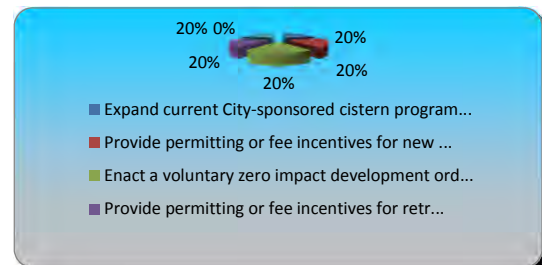 20% 0%
20%
20%
20%
20%
Expand current City-sponsored cistern program...
Provide permitting or fee incentives for new ...
Enact a voluntary zero impact development ord...
Provide permitting or fee incentives for retr...